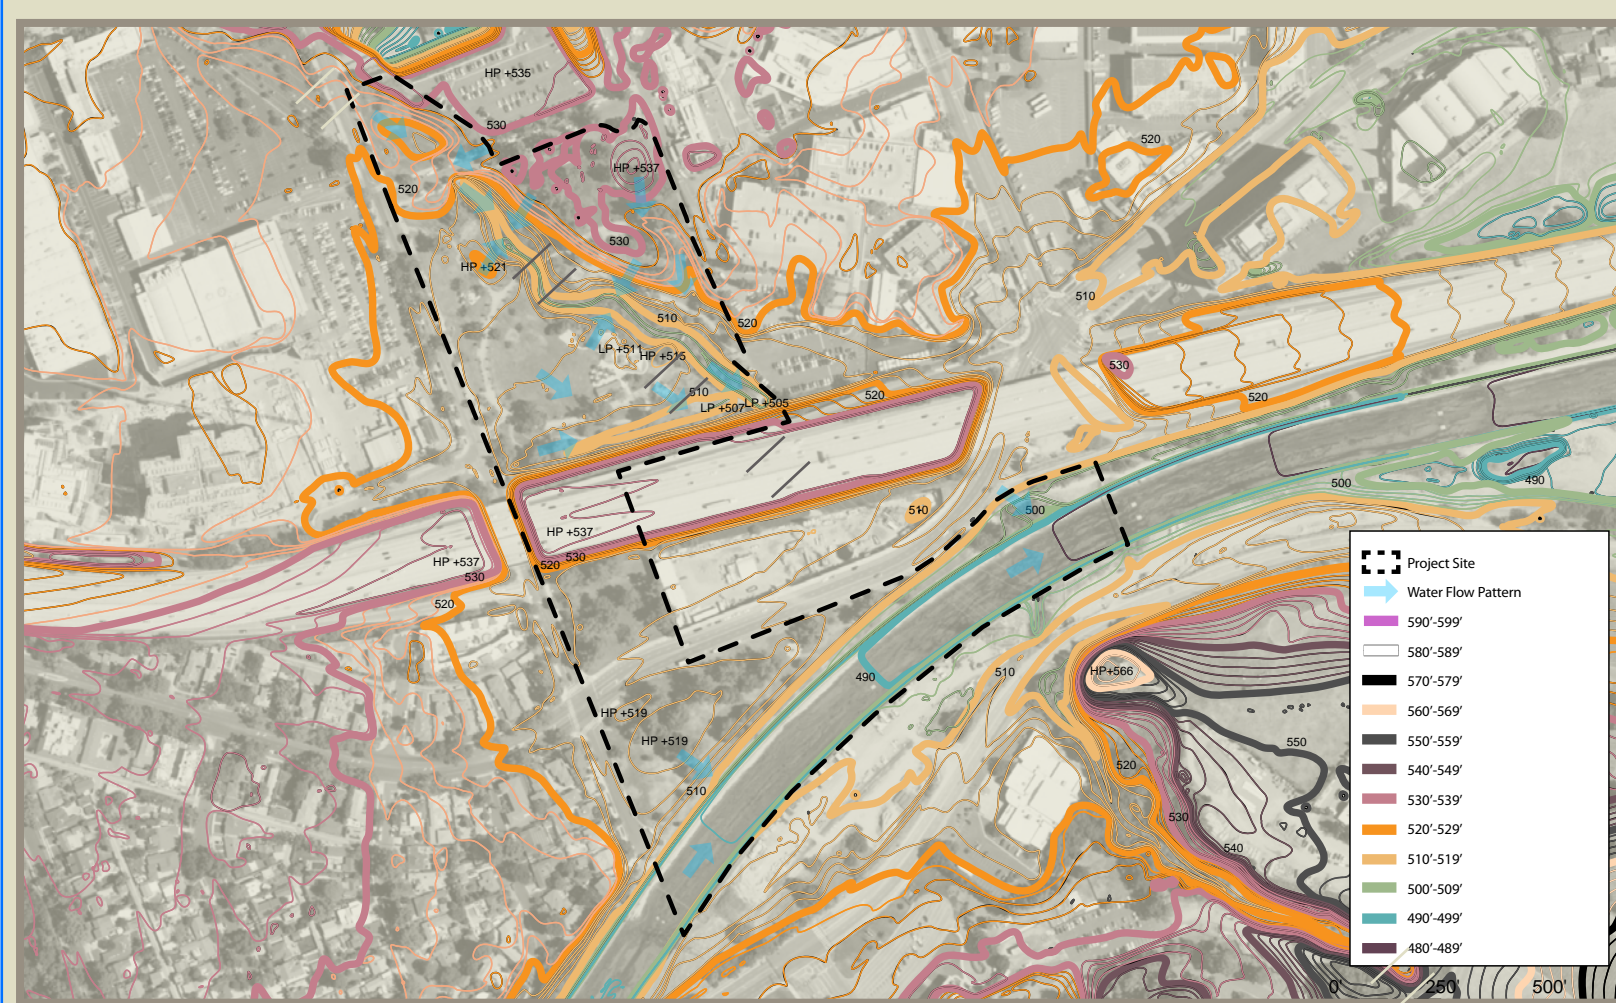 HP +535
530
HP +537
520
520
530
HP +521
510
510
520
LP +511
HP +515
530
510
520
520
LP +507
LP +505
500
490
510
500
HP +537
HP +537
530
520
530
520
510
HP+566
490
HP +519
HP +519
550
520
510
530
540
Project Site
Water Flow Pattern
590'-599'
580'-589'
570'-579'
560'-569'
550'-559'
540'-549'
530'-539'
520'-529'
510'-519'
500'-509'
490'-499'
480'-489'
0' 250' 500'